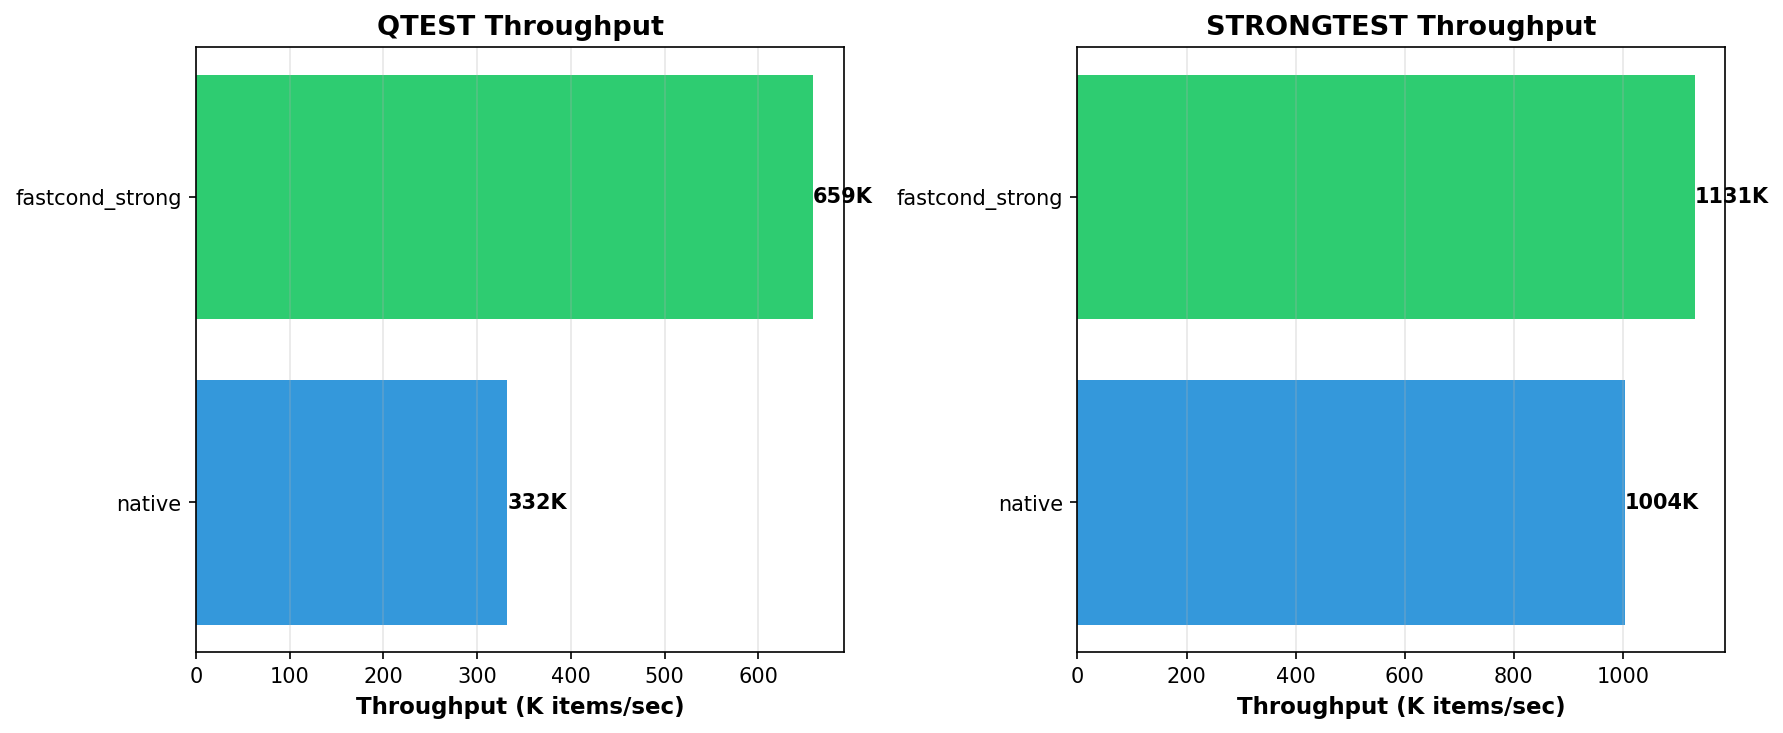 QTEST Throughput
fastcond_strong
659K
native
332K
0 100 200 300 400 500 600
Throughput (K items/sec)
STRONGTEST Throughput
fastcond_strong
1131K
native
1004K
0 200 400 600 800 1000
Throughput (K items/sec)